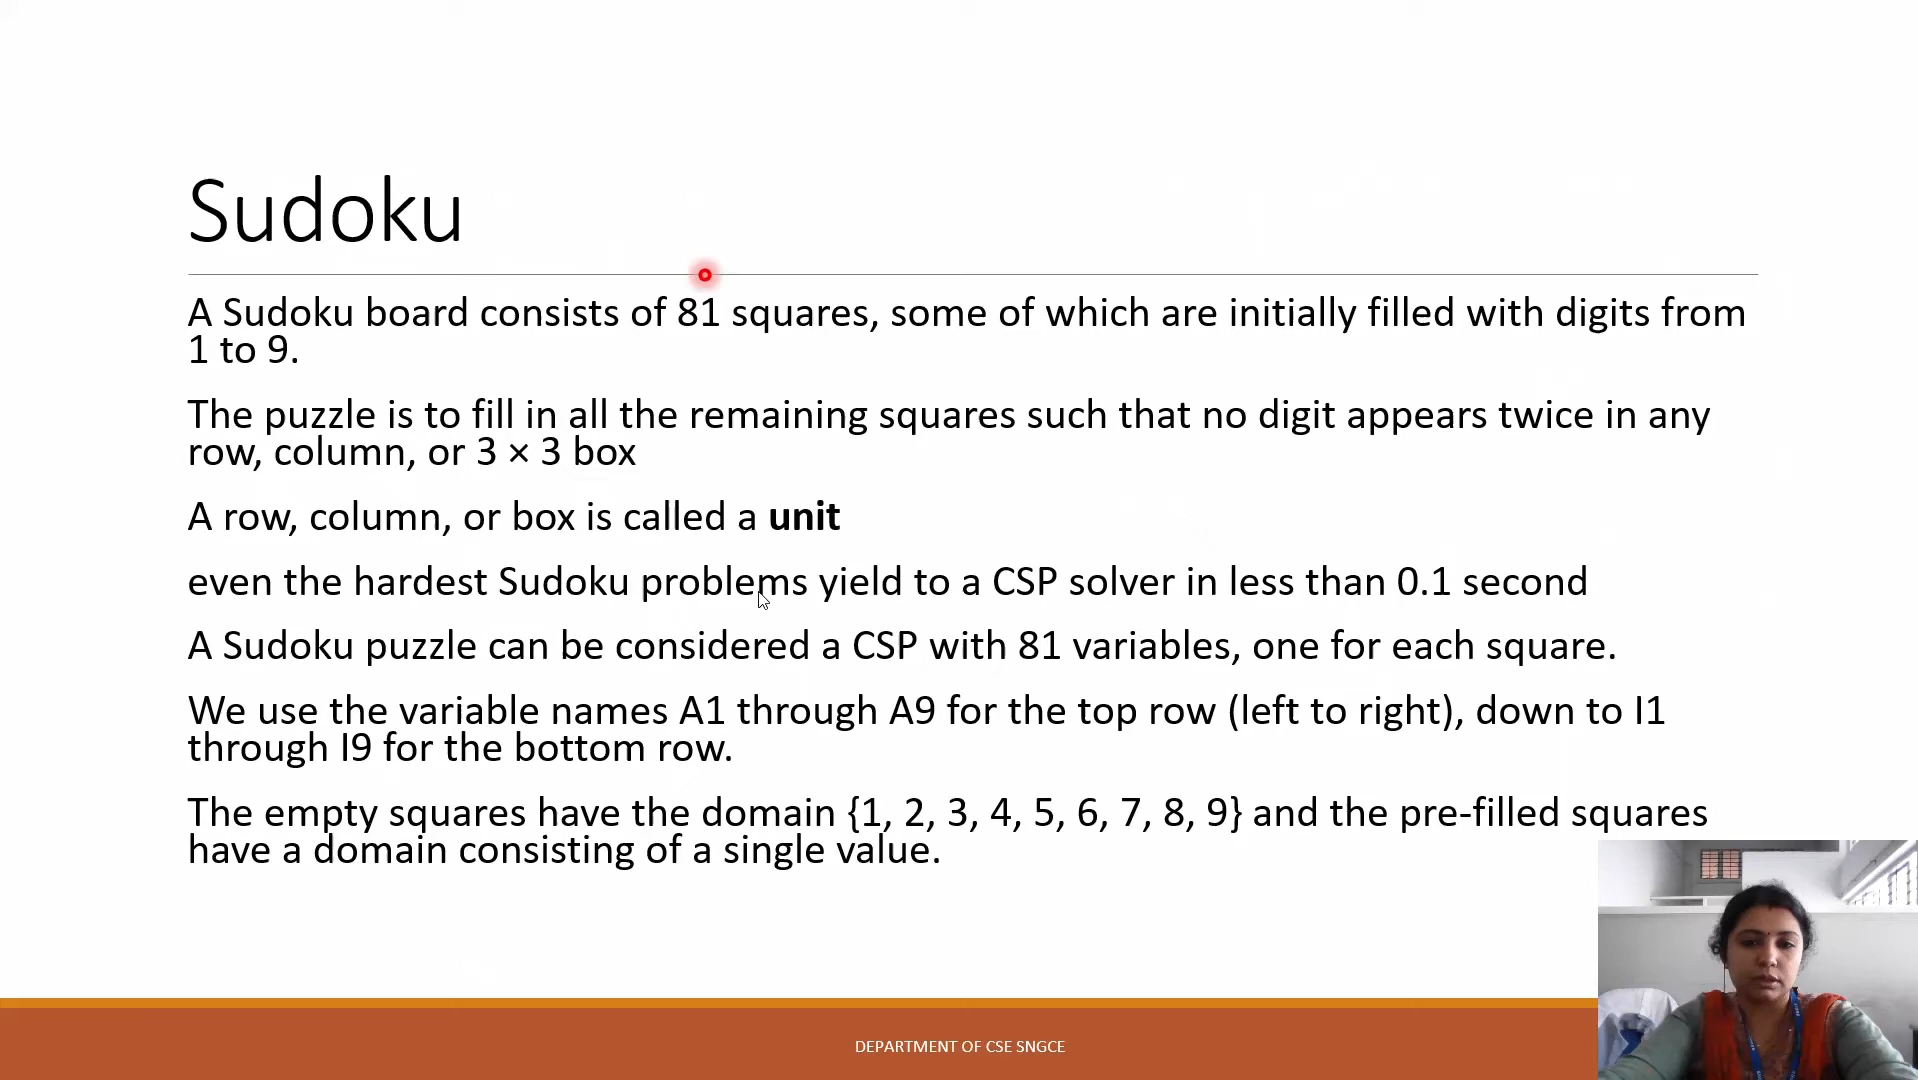 Sudoku
A Sudoku board consists of 81 squares, some of which are initially filled with digits from
1 to 9.
The puzzle is to fill in all the remaining squares such that no digit appears twice in any
row, column, or 3 × 3 box
A row, column, or box is called a unit
even the hardest Sudoku problems yield to a CSP solver in less than 0.1 second
A Sudoku puzzle can be considered a CSP with 81 variables, one for each square.
We use the variable names A1 through A9 for the top row (left to right), down to I1
through I9 for the bottom row.
The empty squares have the domain {1, 2, 3, 4, 5, 6, 7, 8, 9} and the pre-filled squares
have a domain consisting of a single value.
DEPARTMENT OF CSE SNGCE